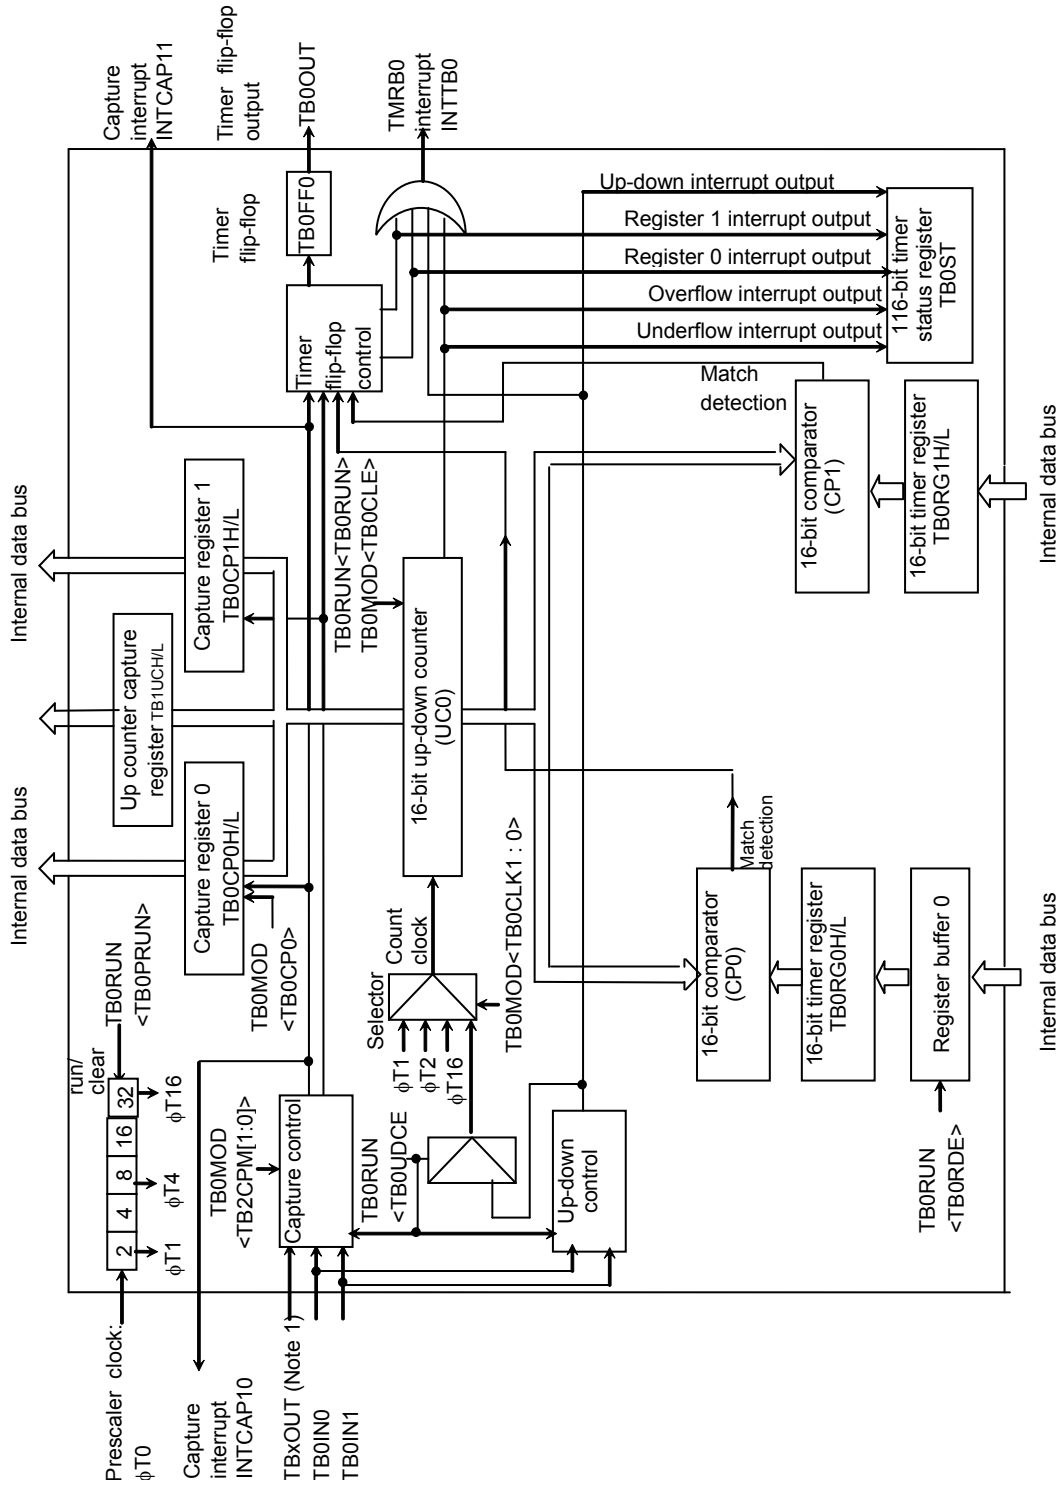 Prescaler clock:
ϕT0
2 4 8 16 32
ϕT1
ϕT4
ϕT16
run/
clear
TB0RUN
<TB0PRUN>
Internal data bus
Internal data bus
Capture
interrupt
INTCAP10
Capture register 0
TB0CP0H/L
Up counter capture
register TB1UCH/L
Capture register 1
TB0CP1H/L
Capture
interrupt
INTCAP11
TB0MOD
<TB0CP0>
TB0MOD
<TB2CPM[1:0]>
TBxOUT (Note 1)
TB0IN0
TB0IN1
Capture control
TB0RUN
<TB0UDCE
Selector
Count
clock
ϕT1
ϕT2
ϕT16
TB0MOD<TB0CLK1 : 0>
TB0RUN<TB0RUN>
TB0MOD<TB0CLE>
16-bit up-down counter
(UC0)
Timer
flip-flop
control
Timer
flip-flop
TB0FF0
Timer flip-flop
output
TB0OUT
TMRB0
interrupt
INTTB0
Up-down
control
Up-down interrupt output
Register 1 interrupt output
Register 0 interrupt output
Overflow interrupt output
Underflow interrupt output
116-bit timer
status register
TB0ST
Match
detection
16-bit comparator
(CP0)
Match
detection
16-bit comparator
(CP1)
16-bit timer register
TB0RG0H/L
16-bit timer register
TB0RG1H/L
Register buffer 0
TB0RUN
<TB0RDE>
Internal data bus
Internal data bus